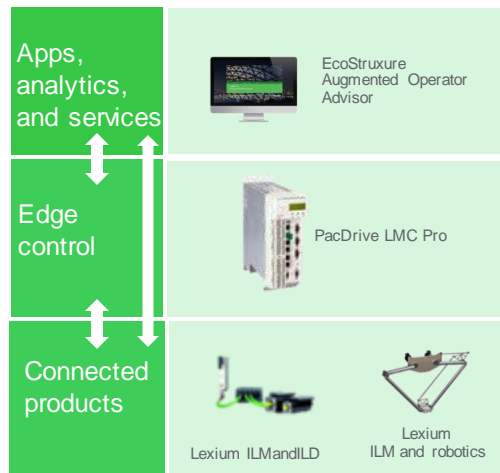 Apps,
analytics,
and services
EcoStruxure
Augmented Operator
Advisor
Edge
control
PacDrive LMC Pro
Connected
products
Lexium ILMandILD
Lexium
ILM and robotics